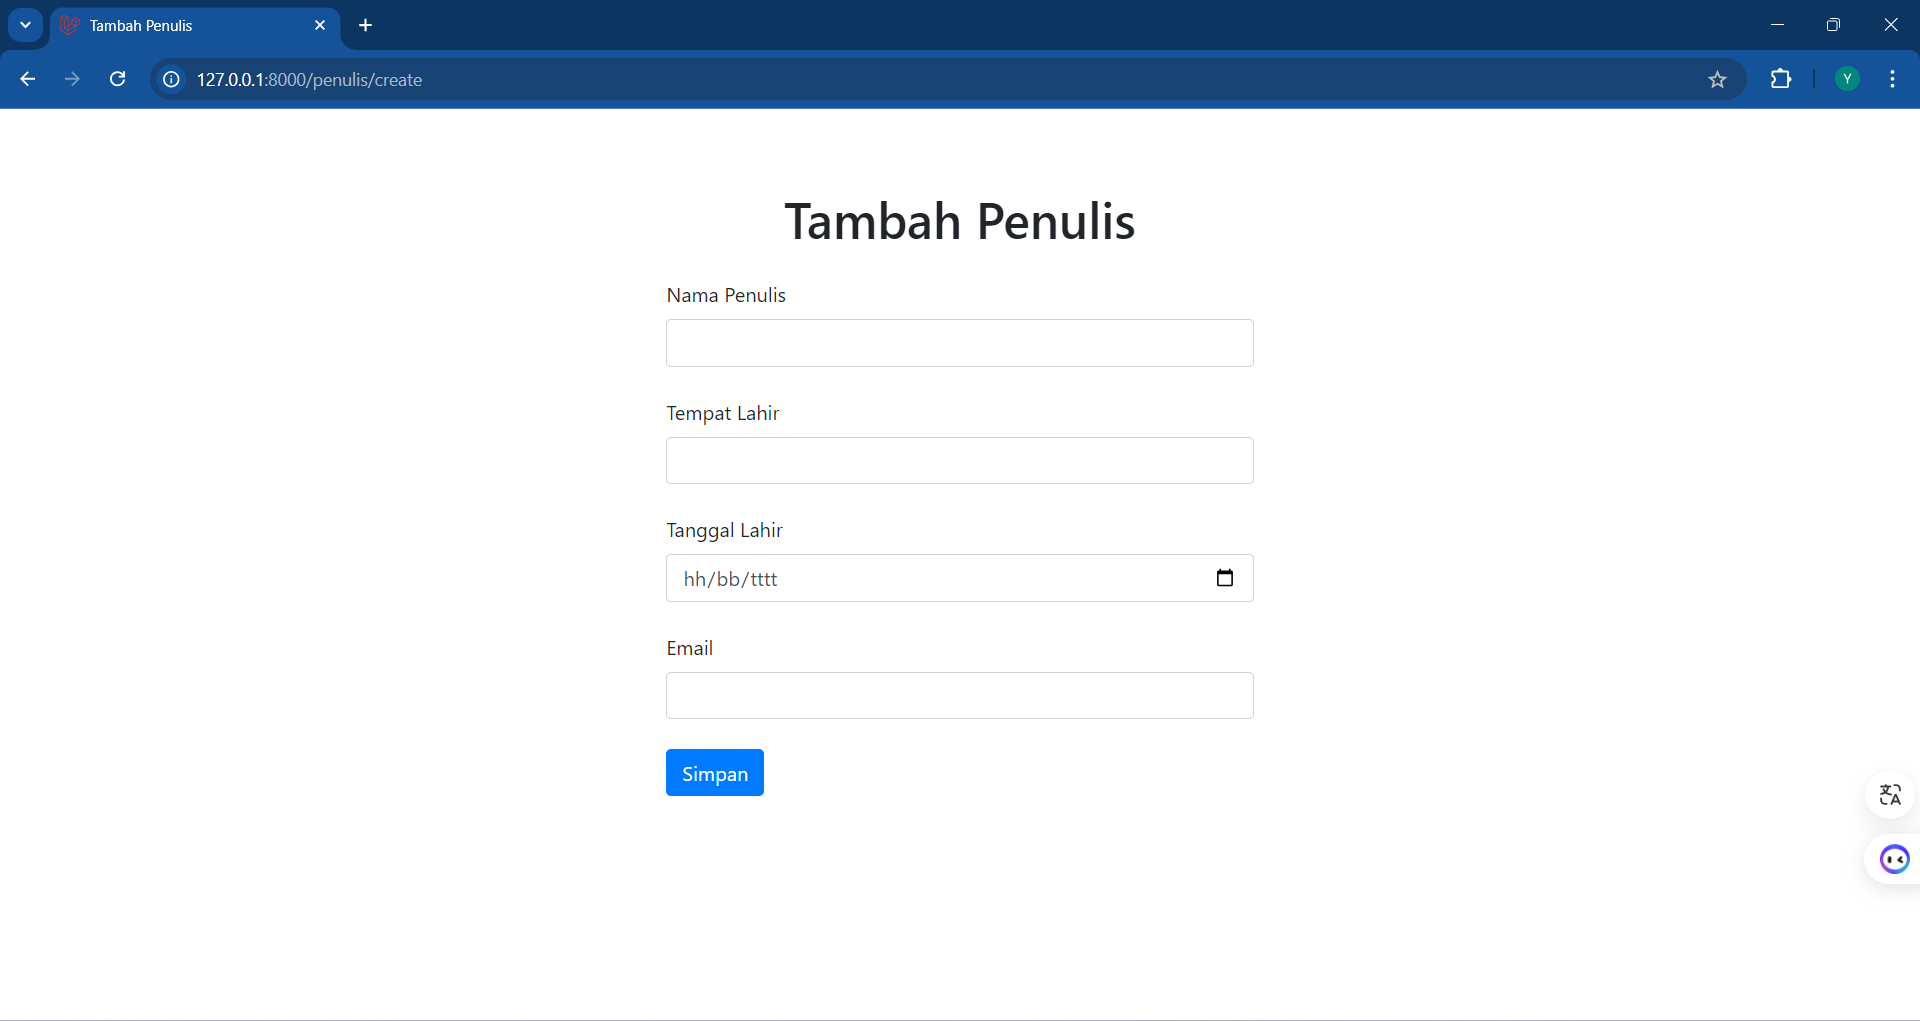 Tambah Penulis
127.0.0.1:8000/penulis/create
Y
Tambah Penulis
Nama Penulis
Tempat Lahir
Tanggal Lahir
hh/bb/tttt
Email
Simpan